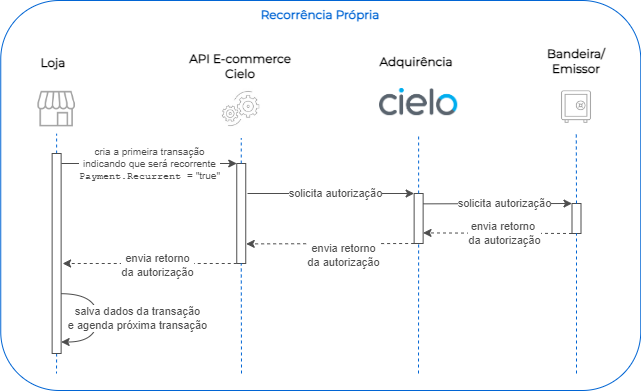 Recorrência Própria
Loja
API E-commerce
Cielo
Adquirência
Bandeira/
Emissor
cielo
cria a primeira transação
indicando que será recorrente
Payment.Recurrent = "true"
solicita autorização
solicita autorização
envia retorno
da autorização
envia retorno
da autorização
envia retorno
da autorização
salva dados da transação
e agenda próxima transação